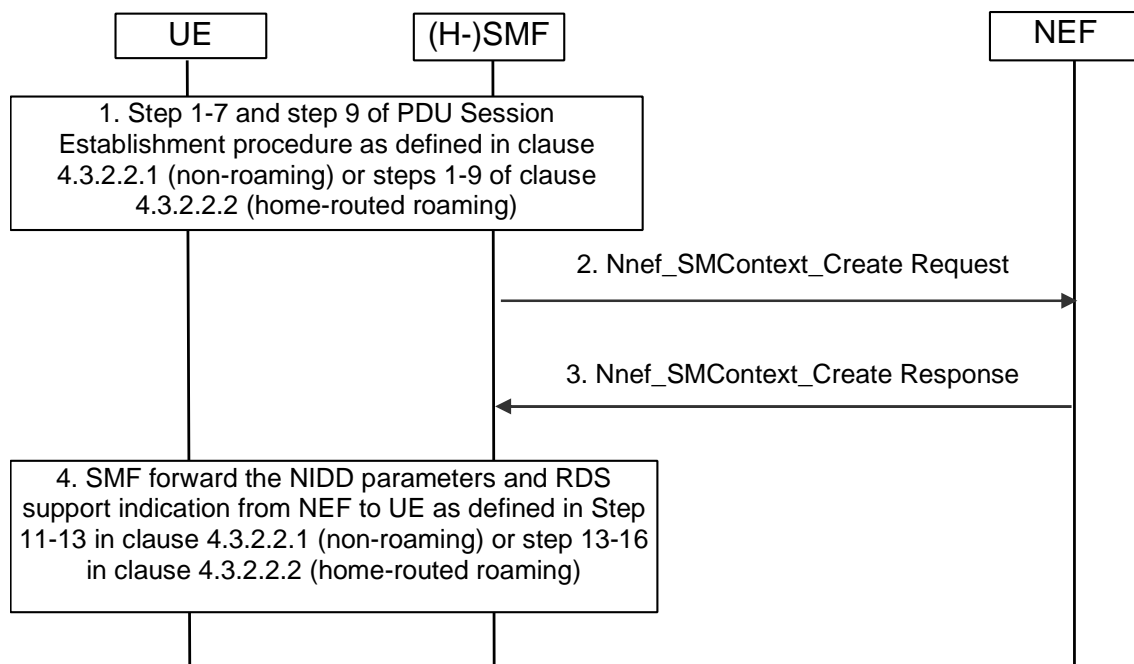 UE
(H-)SMF
NEF
1. Step 1-7 and step 9 of PDU Session
Establishment procedure as defined in clause
4.3.2.2.1 (non-roaming) or steps 1-9 of clause
4.3.2.2.2 (home-routed roaming)
2. Nnef_SMContext_Create Request
3. Nnef_SMContext_Create Response
4. SMF forward the NIDD parameters and RDS
support indication from NEF to UE as defined in Step
11-13 in clause 4.3.2.2.1 (non-roaming) or step 13-16
in clause 4.3.2.2.2 (home-routed roaming)